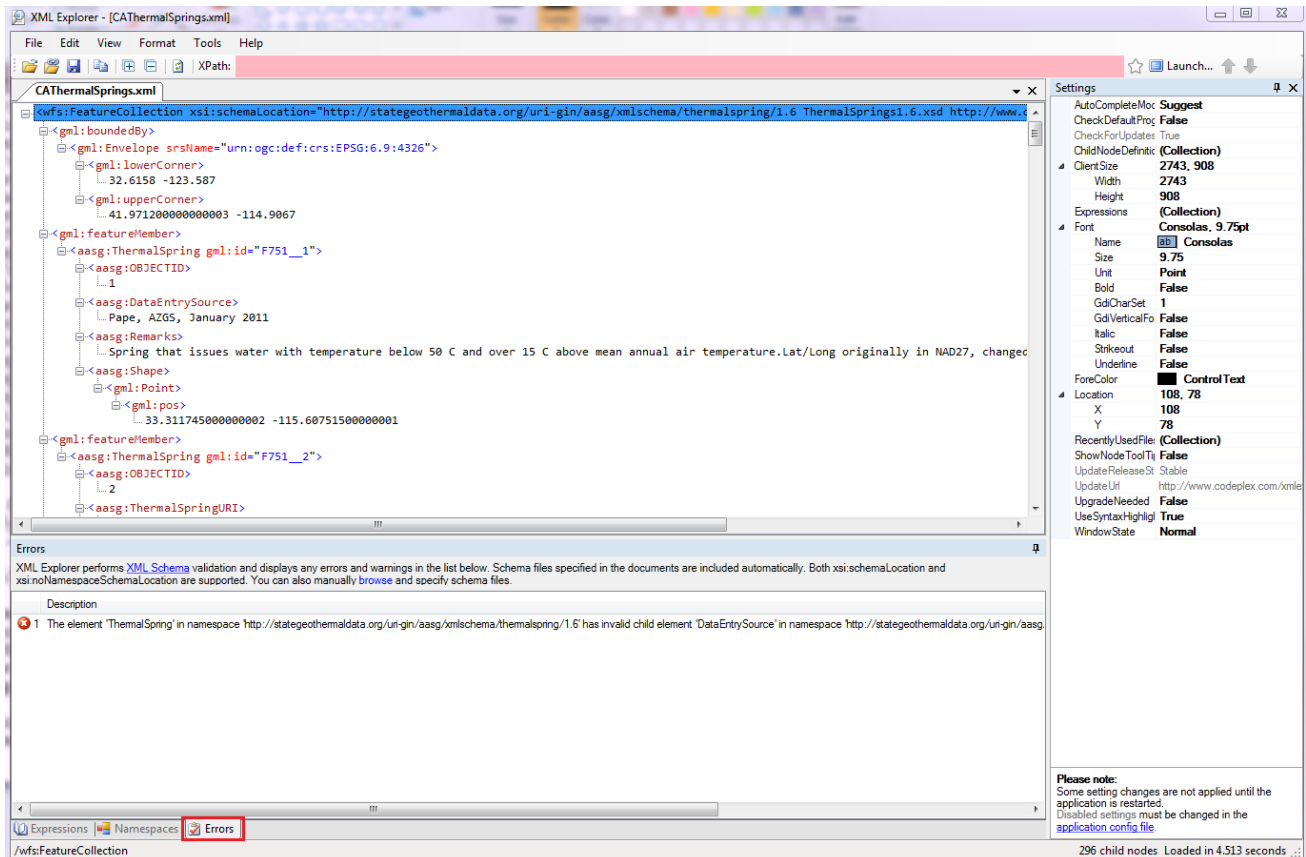 XML Explorer - [CAThermalSprings.xml]
File Edit View Format Tools Help
XPath:
Launch...
CAThermalSprings.xml
<wfs:FeatureCollection xsi:schemaLocation="http://stategeothermaldata.org/uri-gin/aasg/xmlschema/thermalspring/1.6 ThermalSprings1.6.xsd http://www.
<gml:boundedBy>
<gml:Envelope srsName="urn:ogc:def:crs:EPSG:6.9:4326">
<gml:lowerCorner>
32.6158 -123.587
<gml:upperCorner>
41.971200000000003 -114.9067
<gml:featureMember>
<aasg:ThermalSpring gml:id="F751__1">
<aasg:OBJECTID>
1
<aasg:DataEntrySource>
Pape, AZGS, January 2011
<aasg:Remarks>
Spring that issues water with temperature below 50 C and over 15 C above mean annual air temperature.Lat/Long originally in NAD27, changed
<aasg:Shape>
<gml:Point>
<gml:pos>
33.311745000000002 -115.60751500000001
<gml:featureMember>
<aasg:ThermalSpring gml:id="F751__2">
<aasg:OBJECTID>
2
<aasg:ThermalSpringURI>
Errors
XML Explorer performs XML Schema validation and displays any errors and warnings in the list below. Schema files specified in the documents are included automatically. Both xsi:schemaLocation and
xsi:noNamespaceSchemaLocation are supported. You can also manually browse and specify schema files.
Description
1 The element 'ThermalSpring' in namespace 'http://stategeothermaldata.org/uri-gin/aasg/xmlschema/thermalspring/1.6' has invalid child element 'DataEntrySource' in namespace 'http://stategeothermaldata.org/uri-gin/aasg.
Expressions Namespaces Errors
/wfs:FeatureCollection
Settings
AutoCompleteMoc Suggest
CheckDefaultProg False
CheckForUpdates True
ChildNodeDefinitic (Collection)
ClientSize 2743, 908
Width 2743
Height 908
Expressions (Collection)
Font Consolas, 9.75pt
Name ab Consolas
Size 9.75
Unit Point
Bold False
GdiCharSet 1
GdiVerticalFo False
Italic False
Strikeout False
Underline False
ForeColor ControlText
Location 108, 78
X 108
Y 78
RecentlyUsedFile: (Collection)
ShowNodeToolTi False
UpdateReleaseSt Stable
UpdateUrl http://www.codeplex.com/xmle
UpgradeNeeded False
UseSyntaxHighligl True
WindowState Normal
Please note:
Some setting changes are not applied until the
application is restarted.
Disabled settings must be changed in the
application config file.
296 child nodes Loaded in 4.513 seconds